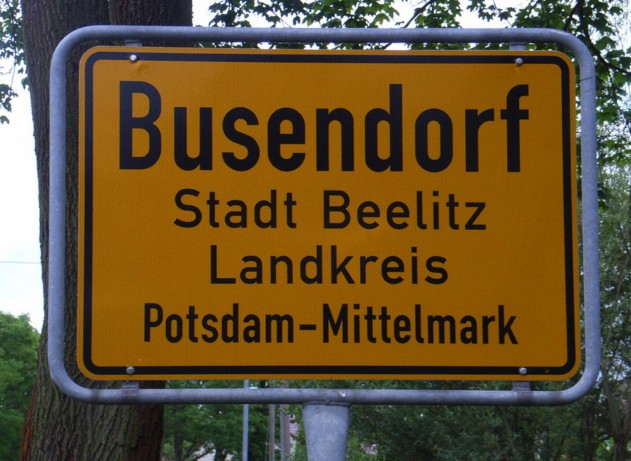 Busendorf
Stadt Beelitz
Landkreis
Potsdam-Mittelmark